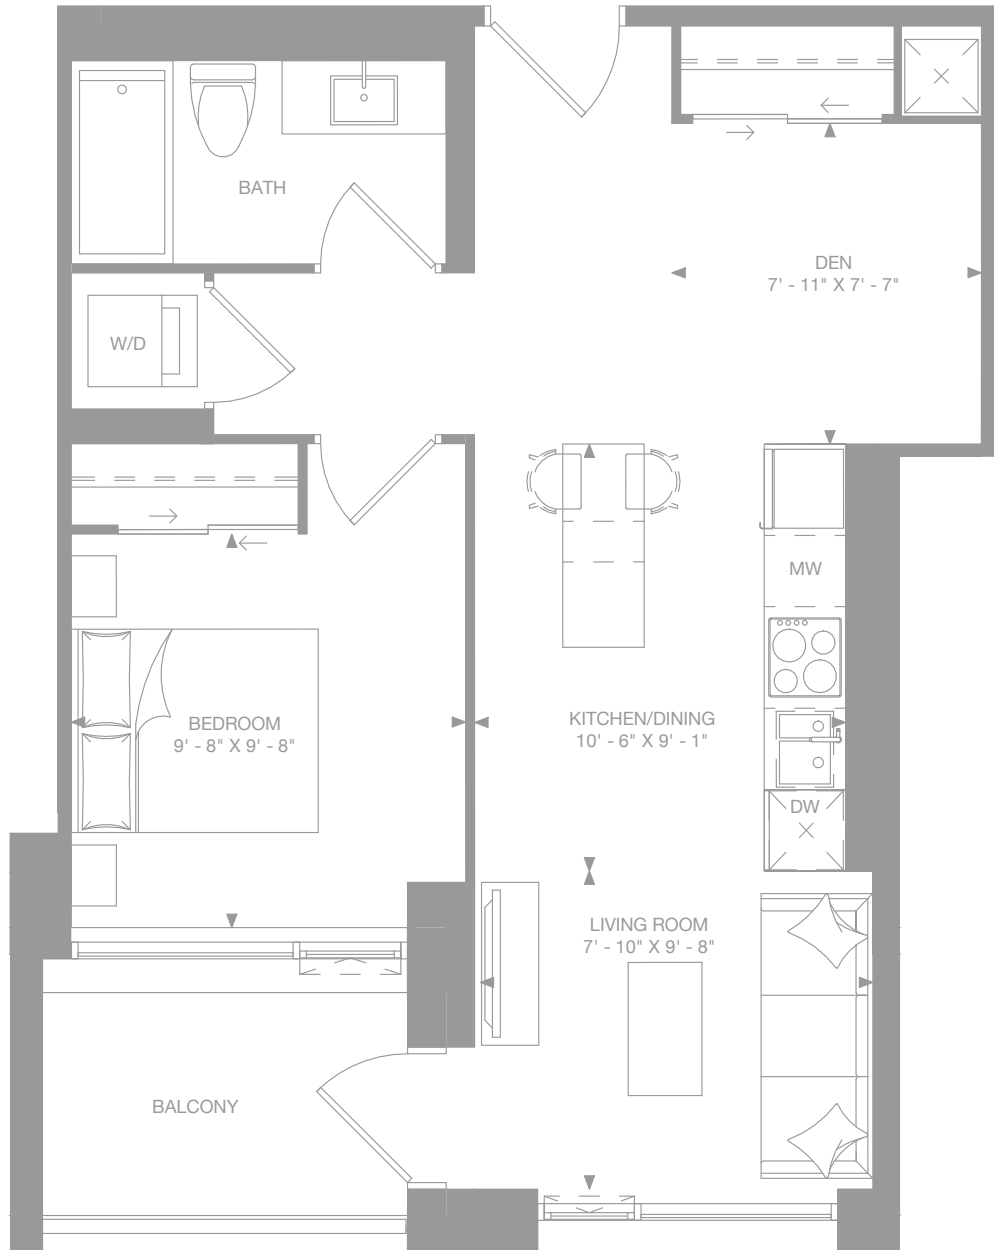 BATH
DEN
7' - 11" X 7' - 7"
W/D
MW
BEDROOM
9' - 8" X 9' - 8"
KITCHEN/DINING
10' - 6" X 9' - 1"
DW
LIVING ROOM
7' - 10" X 9' - 8"
BALCONY